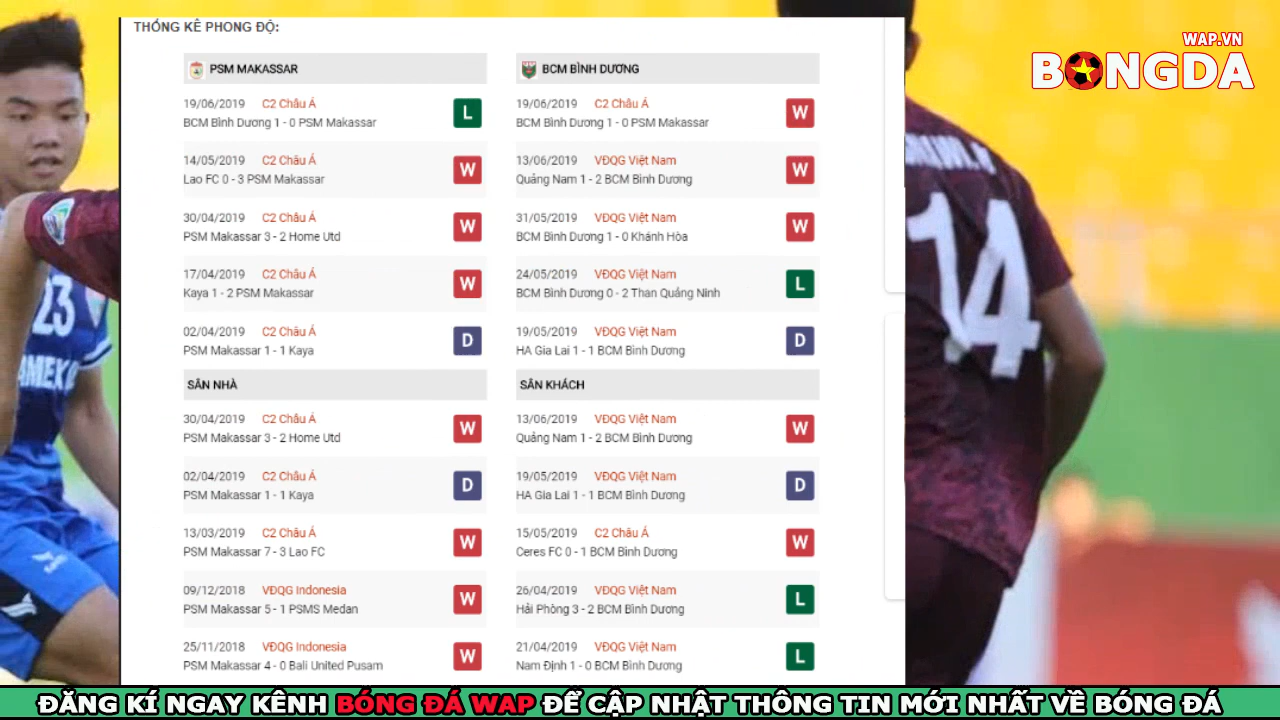 THỐNG KÊ PHONG ĐỘ:
WAP.VN
BONGDA
PSM MAKASSAR
19/06/2019 C2 Châu Á
BCM Bình Dương 1 - 0 PSM Makassar L
14/05/2019 C2 Châu Á
Lao FC 0 - 3 PSM Makassar W
30/04/2019 C2 Châu Á
PSM Makassar 3 - 2 Home Utd W
17/04/2019 C2 Châu Á
Kaya 1 - 2 PSM Makassar W
02/04/2019 C2 Châu Á
PSM Makassar 1 - 1 Kaya D
SÂN NHÀ
30/04/2019 C2 Châu Á
PSM Makassar 3 - 2 Home Utd W
02/04/2019 C2 Châu Á
PSM Makassar 1 - 1 Kaya D
13/03/2019 C2 Châu Á
PSM Makassar 7 - 3 Lao FC W
09/12/2018 VĐQG Indonesia
PSM Makassar 5 - 1 PSMS Medan W
25/11/2018 VĐQG Indonesia
PSM Makassar 4 - 0 Bali United Pusam W
BCM BÌNH DƯƠNG
19/06/2019 C2 Châu Á
BCM Bình Dương 1 - 0 PSM Makassar W
13/06/2019 VĐQG Việt Nam
Quảng Nam 1 - 2 BCM Bình Dương W
31/05/2019 VĐQG Việt Nam
BCM Bình Dương 1 - 0 Khánh Hòa W
24/05/2019 VĐQG Việt Nam
BCM Bình Dương 0 - 2 Than Quảng Ninh L
19/05/2019 VĐQG Việt Nam
HA Gia Lai 1 - 1 BCM Bình Dương D
SÂN KHÁCH
13/06/2019 VĐQG Việt Nam
Quảng Nam 1 - 2 BCM Bình Dương W
19/05/2019 VĐQG Việt Nam
HA Gia Lai 1 - 1 BCM Bình Dương D
15/05/2019 C2 Châu Á
Ceres FC 0 - 1 BCM Bình Dương W
26/04/2019 VĐQG Việt Nam
Hải Phòng 3 - 2 BCM Bình Dương L
21/04/2019 VĐQG Việt Nam
Nam Định 1 - 0 BCM Bình Dương L
23
14
ĐĂNG KÍ NGAY KÊNH BÓNG ĐÁ WAP ĐỂ CẬP NHẬT THÔNG TIN MỚI NHẤT VỀ BÓNG ĐÁ